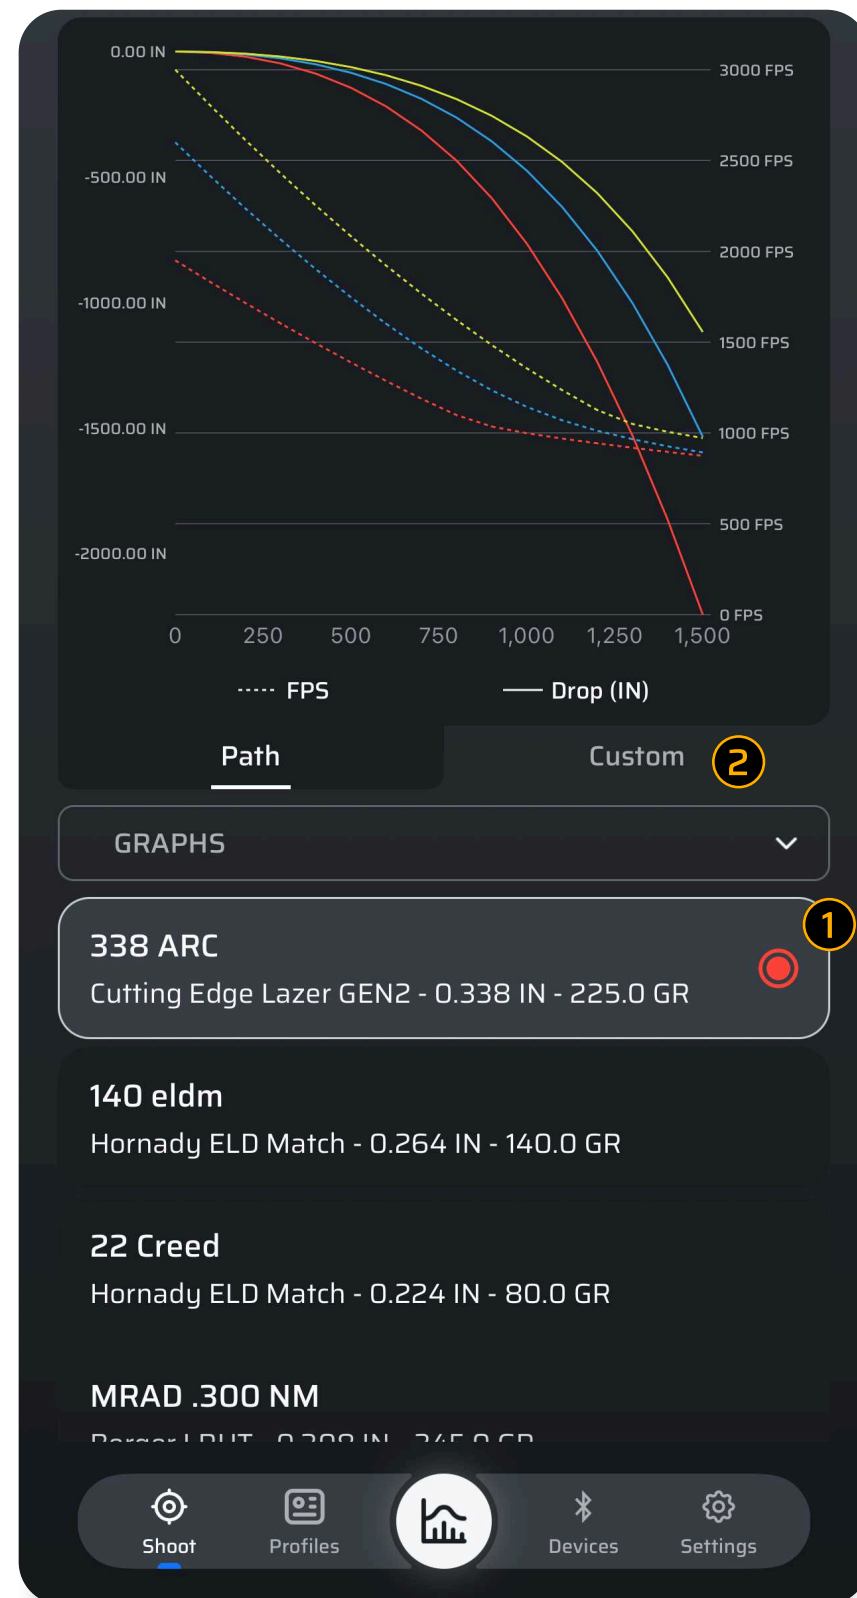 0.00 IN
3000 FPS
-500.00 IN
2500 FPS
2000 FPS
-1000.00 IN
1500 FPS
-1500.00 IN
1000 FPS
-2000.00 IN
500 FPS
0 FPS
0 250 500 750 1,000 1,250 1,500
FPS Drop (IN)
Path Custom 2
GRAPHS
1
338 ARC
Cutting Edge Lazer GEN2 - 0.338 IN - 225.0 GR
140 eldm
Hornady ELD Match - 0.264 IN - 140.0 GR
22 Creed
Hornady ELD Match - 0.224 IN - 80.0 GR
MRAD .300 NM
Shoot Profiles Devices Settings